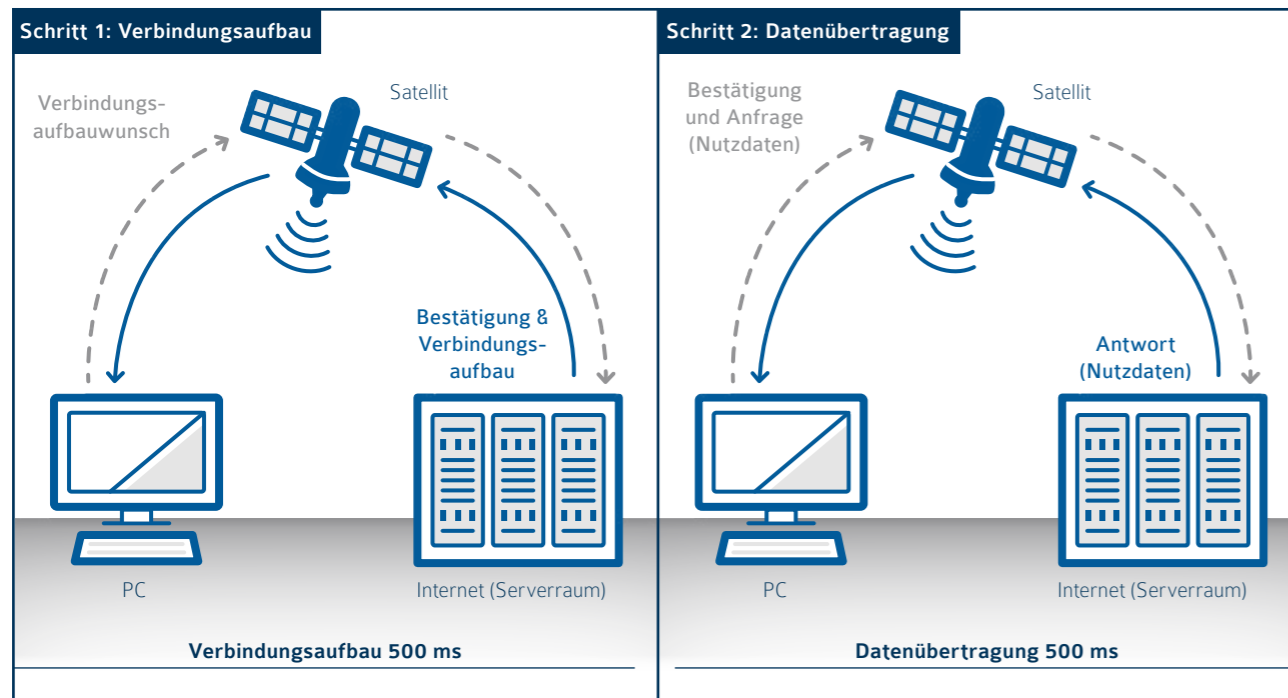 Schritt 1: Verbindungsaufbau
Verbindungs-
aufbauwunsch
Satellit
Bestätigung &
Verbindungs-
aufbau
PC
Internet (Serverraum)
Verbindungsaufbau 500 ms
Schritt 2: Datenübertragung
Bestätigung
und Anfrage
(Nutzdaten)
Satellit
Antwort
(Nutzdaten)
PC
Internet (Serverraum)
Datenübertragung 500 ms